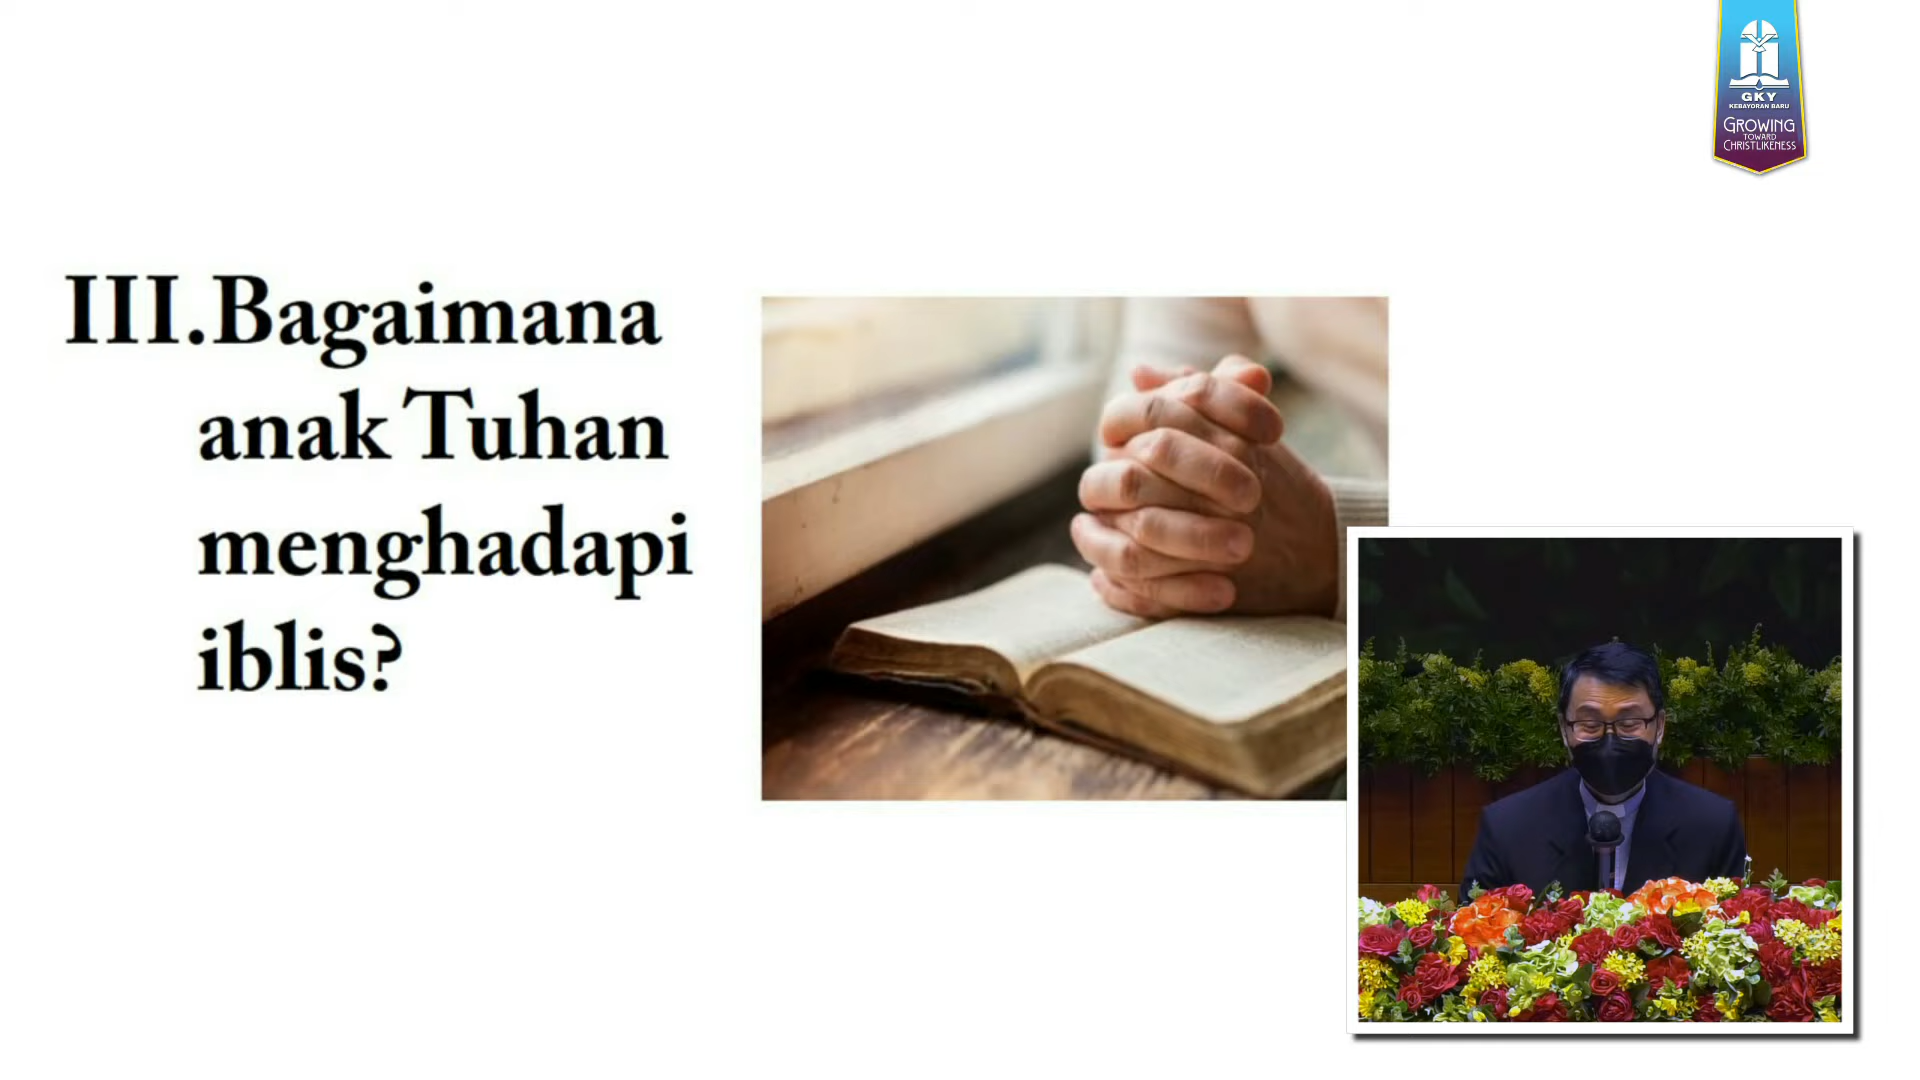 III.Bagaimana
anak Tuhan
menghadapi
iblis?
GKY
KEBAYORAN BARU
GROWING
TOWARD
CHRISTLIKENESS